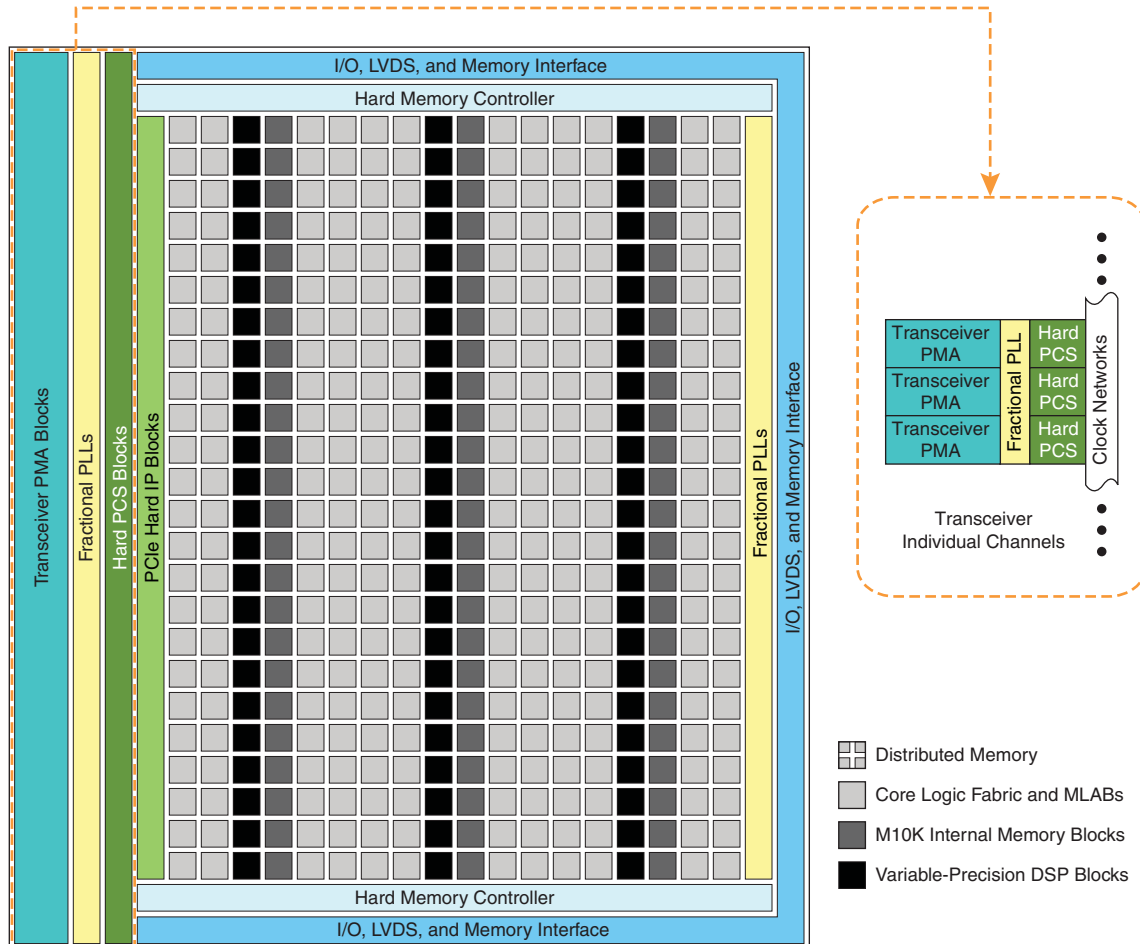 I/O, LVDS, and Memory Interface
Hard Memory Controller
Transceiver PMA Blocks
Fractional PLLs
Hard PCS Blocks
PCIe Hard IP Blocks
Fractional PLLs
I/O, LVDS, and Memory Interface
Hard Memory Controller
I/O, LVDS, and Memory Interface
Transceiver
PMA
Transceiver
PMA
Transceiver
PMA
Fractional PLL
Hard
PCS
Hard
PCS
Hard
PCS
Clock Networks
Transceiver
Individual Channels
Distributed Memory
Core Logic Fabric and MLABs
M10K Internal Memory Blocks
Variable-Precision DSP Blocks